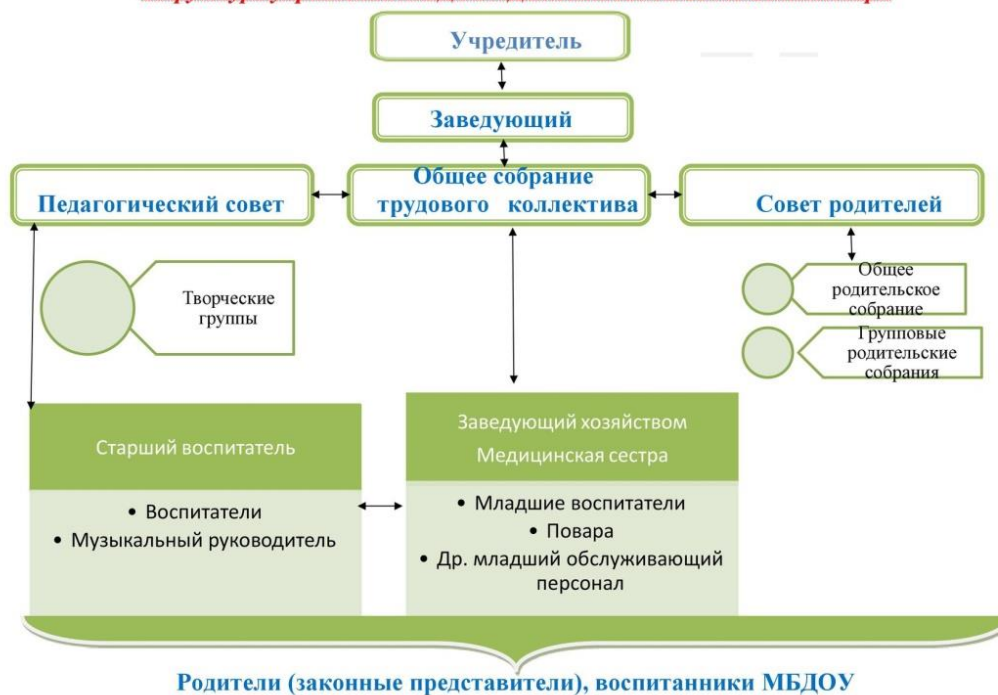 Учредитель
Заведующий
Общее собрание
трудового коллектива
Педагогический совет
Совет родителей
Творческие
группы
Общее
родительское
собрание
Групповые
родительские
собрания
Старший воспитатель
• Воспитатели
• Музыкальный руководитель
Заведующий хозяйством
Медицинская сестра
• Младшие воспитатели
• Повара
• Др. младший обслуживающий
персонал
Родители (законные представители), воспитанники МБДОУ